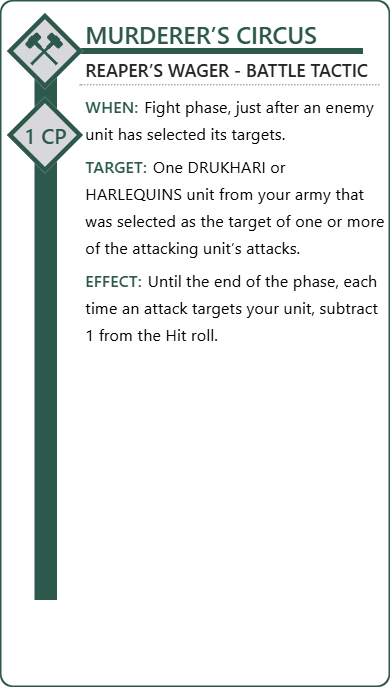 MURDERER’S CIRCUS
REAPER’S WAGER - BATTLE TACTIC
WHEN: Fight phase, just after an enemy
unit has selected its targets.
1 CP
TARGET: One DRUKHARI or
HARLEQUINS unit from your army that
was selected as the target of one or more
of the attacking unit’s attacks.
EFFECT: Until the end of the phase, each
time an attack targets your unit, subtract
1 from the Hit roll.